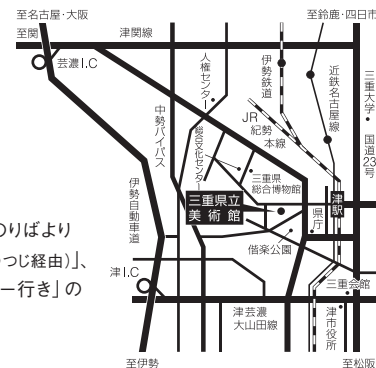 至名古屋・大阪
至鈴鹿・四日市
至関
津関線
芸濃I.C
人権センター
伊勢鉄道
近鉄名古屋線
三重大学
国道23号
中勢バイパス
総合文化センター
JR
紀勢
本線
三重県
総合博物館
伊勢自動車道
三重県立
美術館
津駅
県庁
のりばより
つじ経由)」、
偕楽公園
津I.C
ー行き」の
三重会館
津芸濃
大山田線
津市役所
至伊勢
至松阪